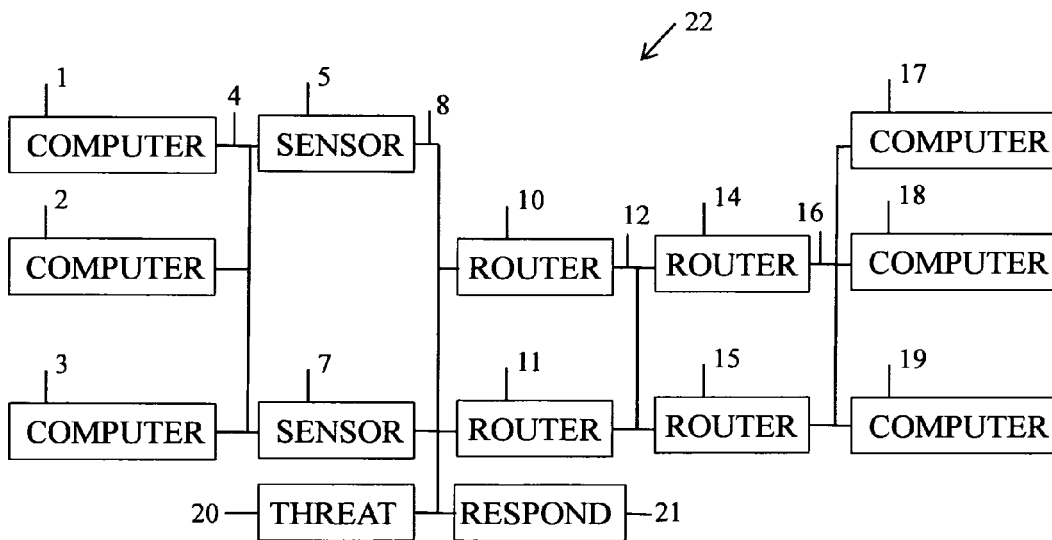 22
1 4 5 8 17
COMPUTER SENSOR COMPUTER
2 10 12 14 16 18
COMPUTER ROUTER ROUTER COMPUTER
3 7 11 15 19
COMPUTER SENSOR ROUTER ROUTER COMPUTER
20 THREAT RESPOND 21